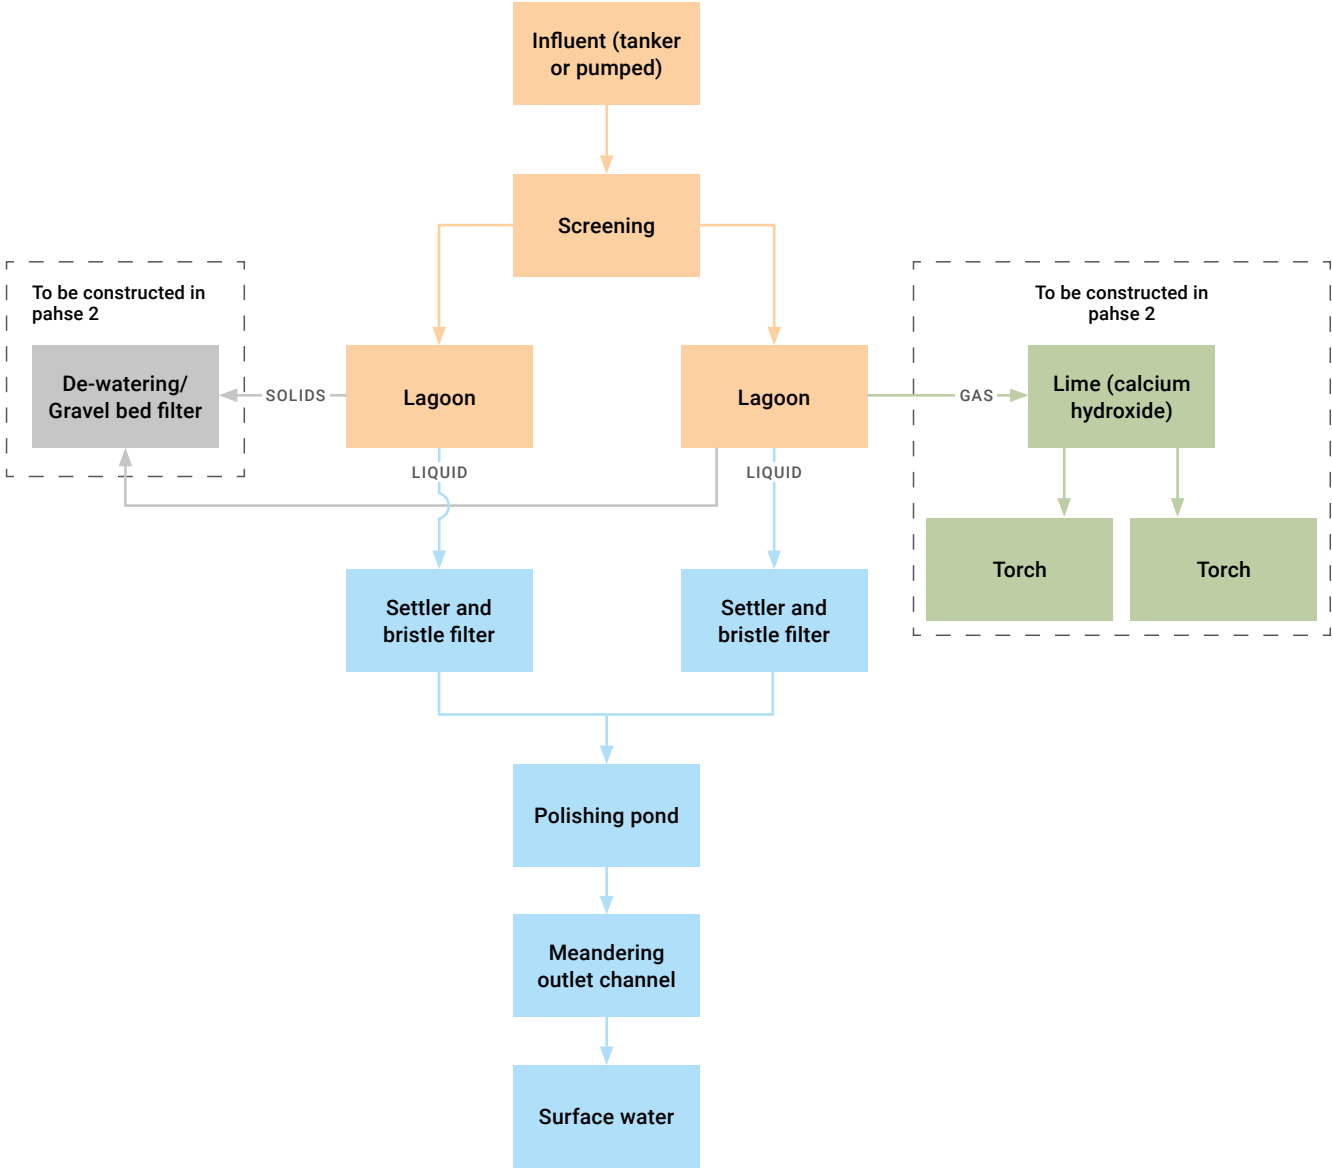 Influent (tanker
or pumped)
Screening
To be constructed in
pahse 2
To be constructed in
pahse 2
De-watering/
Gravel bed filter
SOLIDS
Lagoon
Lagoon
GAS
Lime (calcium
hydroxide)
LIQUID
LIQUID
Torch
Torch
Settler and
bristle filter
Settler and
bristle filter
Polishing pond
Meandering
outlet channel
Surface water